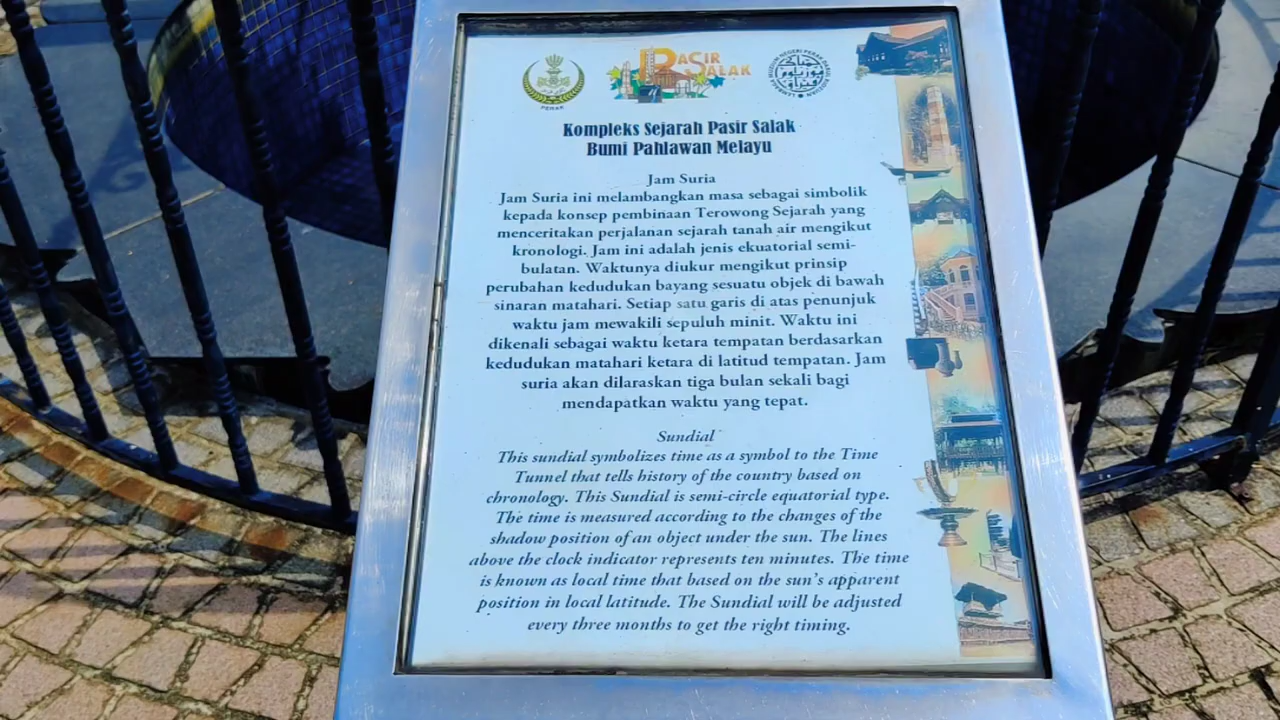 PERAK
PASIR SALAK
Kompleks Sejarah Pasir Salak
Bumi Pahlawan Melayu
Jam Suria
Jam Suria ini melambangkan masa sebagai simbolik
kepada konsep pembinaan Terowong Sejarah yang
menceritakan perjalanan sejarah tanah air mengikut
kronologi. Jam ini adalah jenis ekuatorial semi-
bulatan. Waktunya diukur mengikut prinsip
perubahan kedudukan bayang sesuatu objek di bawah
sinaran matahari. Setiap satu garis di atas penunjuk
waktu jam mewakili sepuluh minit. Waktu ini
dikenali sebagai waktu ketara tempatan berdasarkan
kedudukan matahari ketara di latitud tempatan. Jam
suria akan dilaraskan tiga bulan sekali bagi
mendapatkan waktu yang tepat.
Sundial
This sundial symbolizes time as a symbol to the Time
Tunnel that tells history of the country based on
chronology. This Sundial is semi-circle equatorial type.
The time is measured according to the changes of the
shadow position of an object under the sun. The lines
above the clock indicator represents ten minutes. The time
is known as local time that based on the sun's apparent
position in local latitude. The Sundial will be adjusted
every three months to get the right timing.